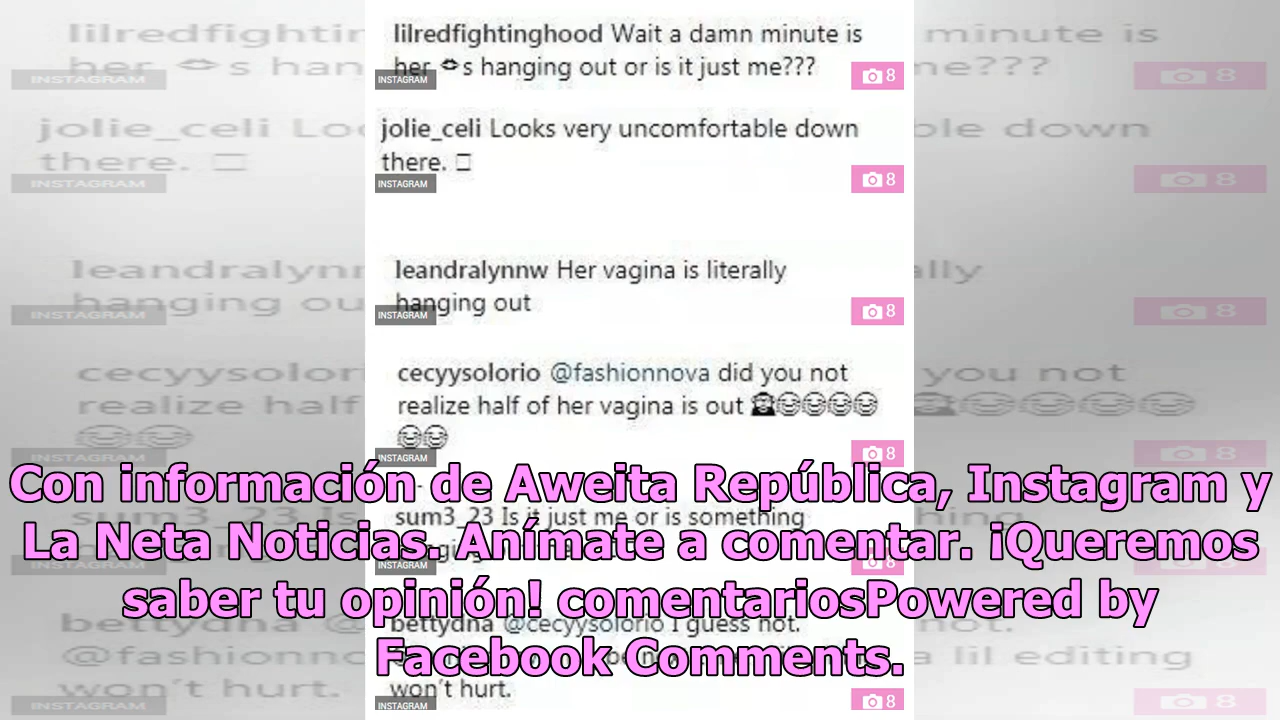 lilredfightinghood Wait a damn minute is
her s hanging out or is it just me???
INSTAGRAM
8
jolie_celi Looks very uncomfortable down
there.
INSTAGRAM
8
leandralynnw Her vagina is literally
hanging out
INSTAGRAM
8
cecyysolorio @fashionnova did you not
realize half of her vagina is out
INSTAGRAM
8
Con información de Aweita República, Instagram y
sum3_23 Is it just me or is something
La Neta Noticias. Anímate a comentar. ¡Queremos
INSTAGRAM
8
saber tu opinión! comentariosPowered by
bettydna @cecyysolorio I guess not.
Facebook Comments.
won't hurt.
INSTAGRAM
8